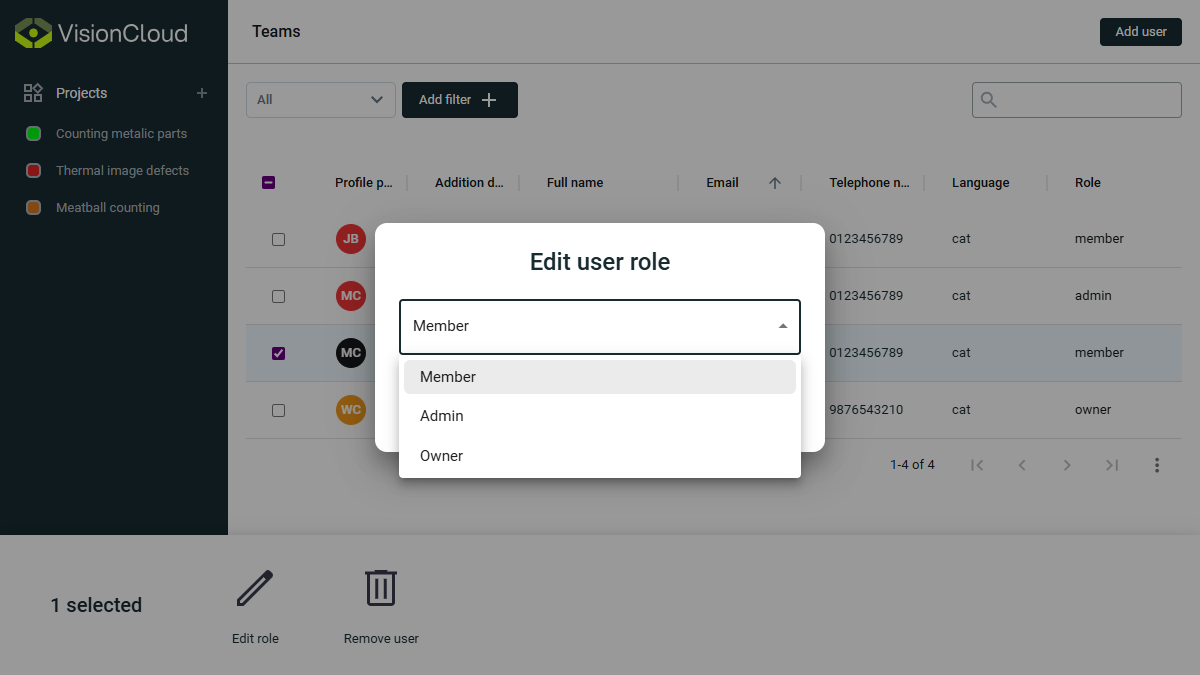 VisionCloud
Teams
Add user
Projects
Counting metalic parts
Thermal image defects
Meatball counting
All
Add filter
Profile p... Addition d... Full name Email Telephone n... Language Role
JB 0123456789 cat member
MC 0123456789 cat admin
MC 0123456789 cat member
WC 9876543210 cat owner
1-4 of 4
Edit user role
Member
Member
Admin
Owner
1 selected
Edit role
Remove user